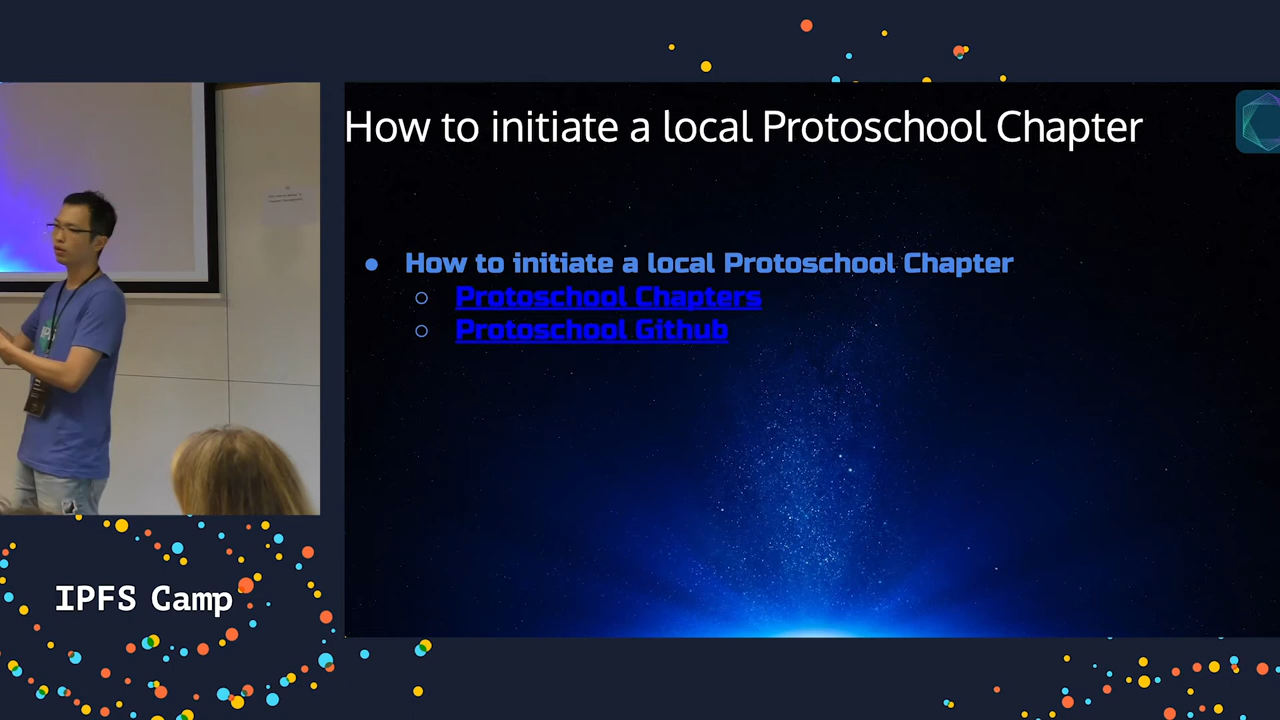 How to initiate a local Protoschool Chapter
How to initiate a local Protoschool Chapter
Protoschool Chapters
Protoschool Github
IPFS Camp